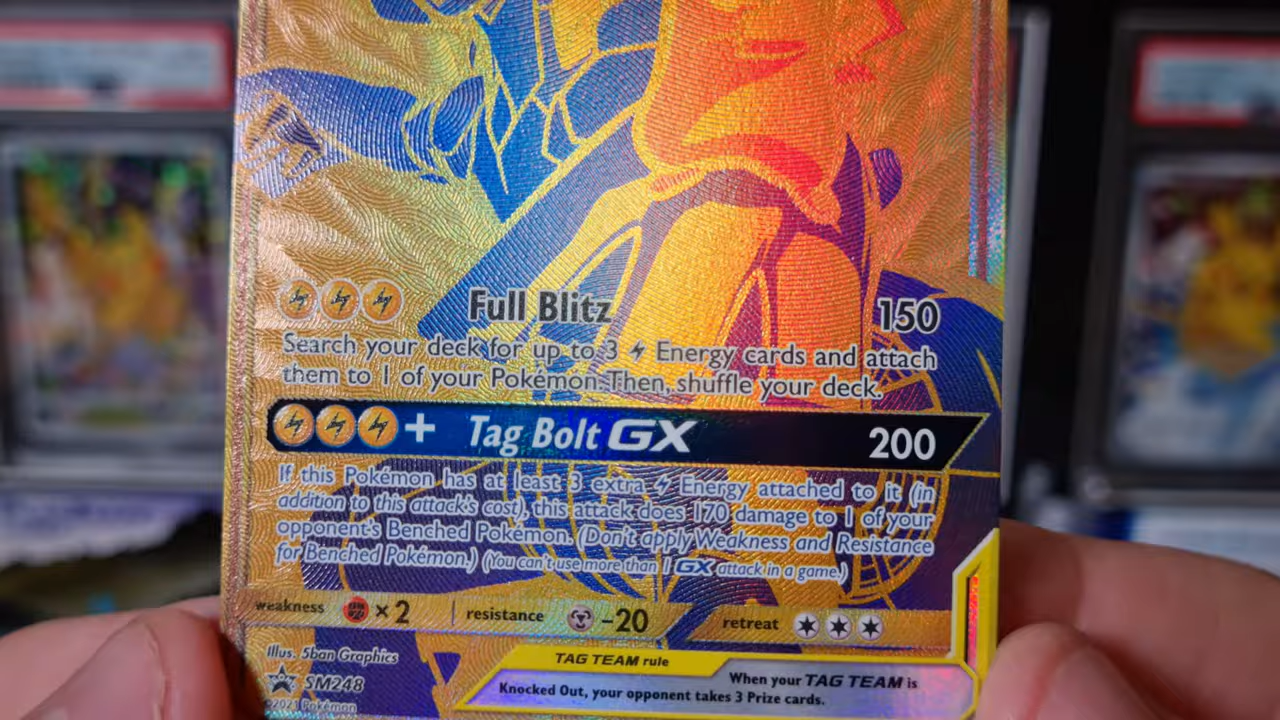 Full Blitz 150
Search your deck for up to 3 Energy cards and attach
them to 1 of your Pokémon. Then, shuffle your deck.
+ Tag Bolt GX 200
If this Pokémon has at least 3 extra Energy attached to it (in
addition to this attack's cost), this attack does 170 damage to 1 of your
opponent's Benched Pokémon. (Don't apply Weakness and Resistance
for Benched Pokémon.) (You can't use more than 1 GX attack in a game.)
weakness ×2 resistance -20 retreat
Illus. 5ban Graphics
SM248
©2021 Pokémon
TAG TEAM rule
When your TAG TEAM is
Knocked Out, your opponent takes 3 Prize cards.